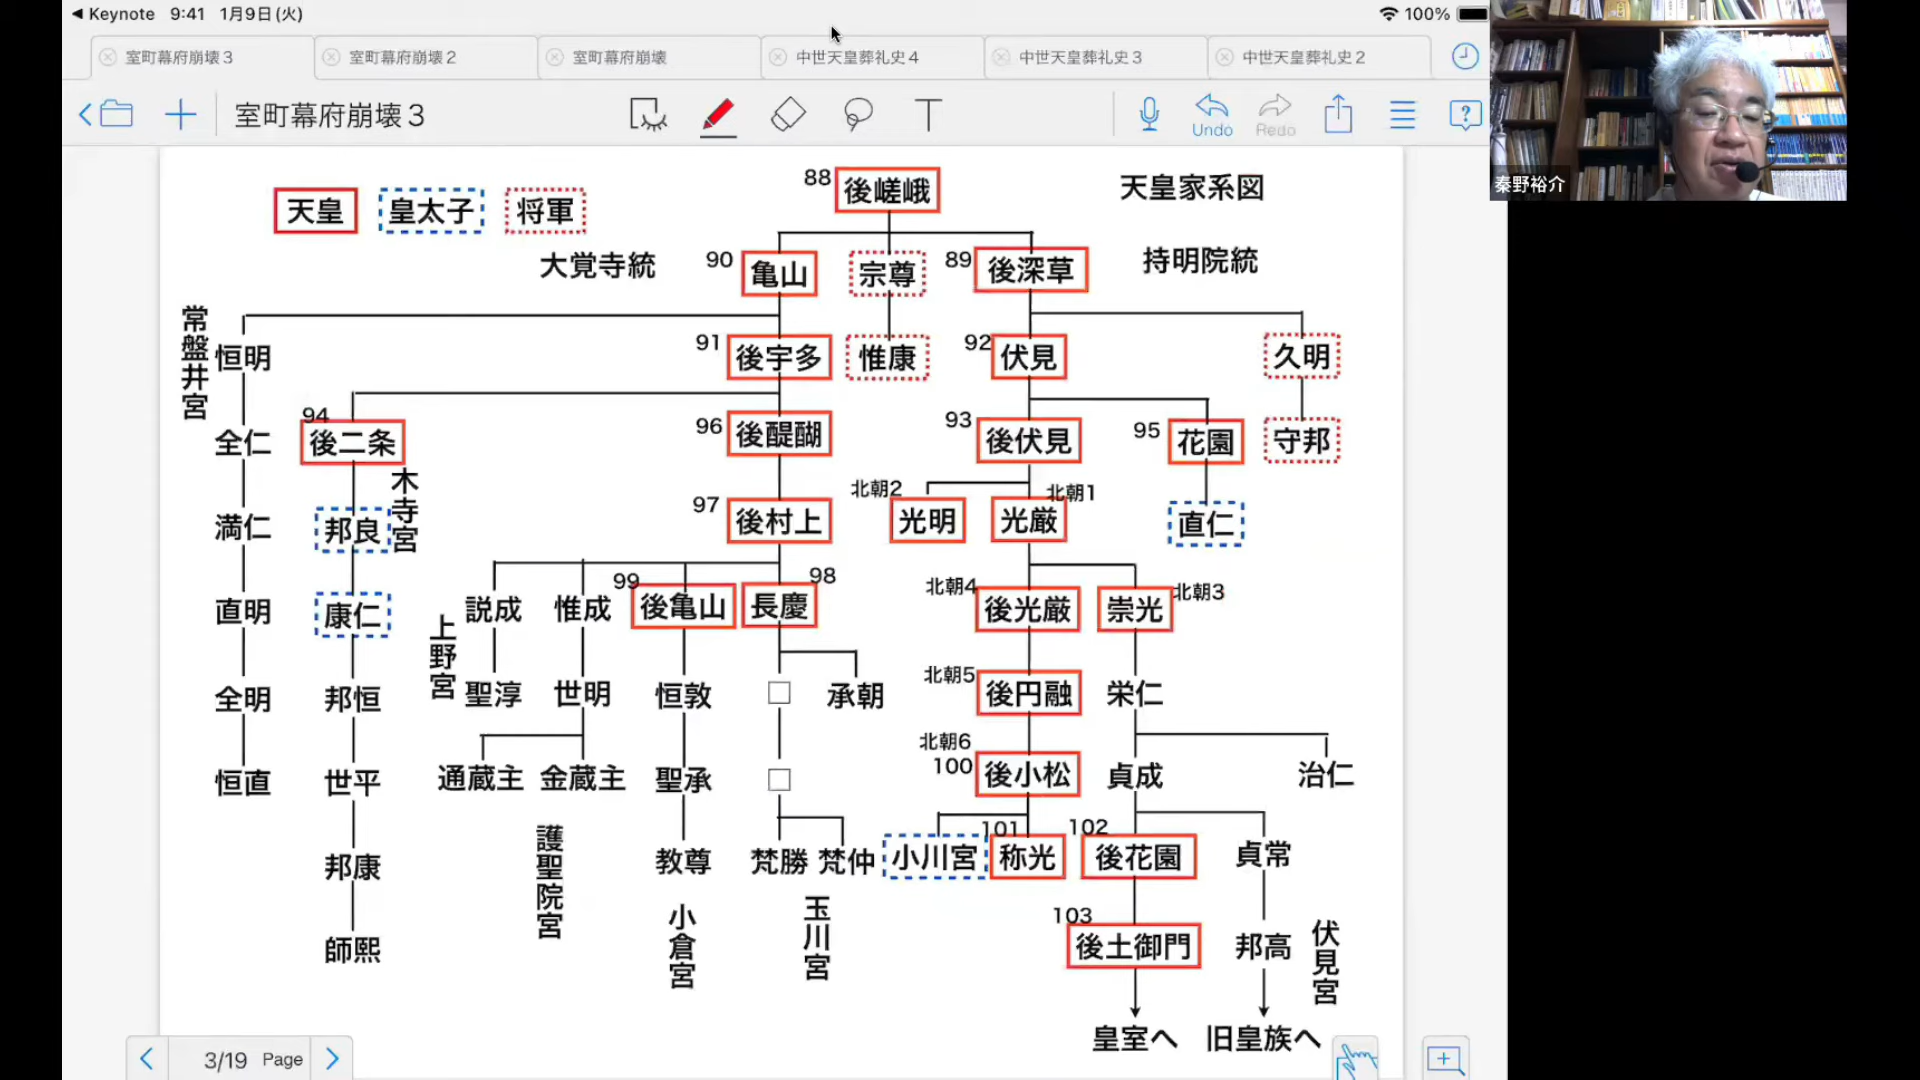 Keynote 9:41 1月9日(火)
100%
室町幕府崩壊3
室町幕府崩壊2
室町幕府崩壊
中世天皇葬礼史4
中世天皇葬礼史3
中世天皇葬礼史2
室町幕府崩壊3
T
Undo
Redo
?
秦野裕介
天皇
皇太子
将軍
天皇家系図
大覚寺統
持明院統
88
後嵯峨
90
亀山
宗尊
89
後深草
常盤井宮
恒明
91
後宇多
惟康
92
伏見
久明
全仁
94
後二条
96
後醍醐
93
後伏見
95
花園
守邦
木寺宮
満仁
邦良
97
後村上
北朝2
光明
北朝1
光厳
直仁
直明
康仁
上野宮
説成
惟成
99
後亀山
98
長慶
北朝4
後光厳
崇光
北朝3
全明
邦恒
聖淳
世明
恒敦
□
承朝
北朝5
後円融
栄仁
恒直
世平
通蔵主
金蔵主
聖承
□
北朝6
100
後小松
貞成
治仁
邦康
護聖院宮
教尊
梵勝
梵仲
小川宮
101
称光
102
後花園
貞常
師熙
小倉宮
玉川宮
103
後土御門
邦高
伏見宮
皇室へ
旧皇族へ
3/19 Page